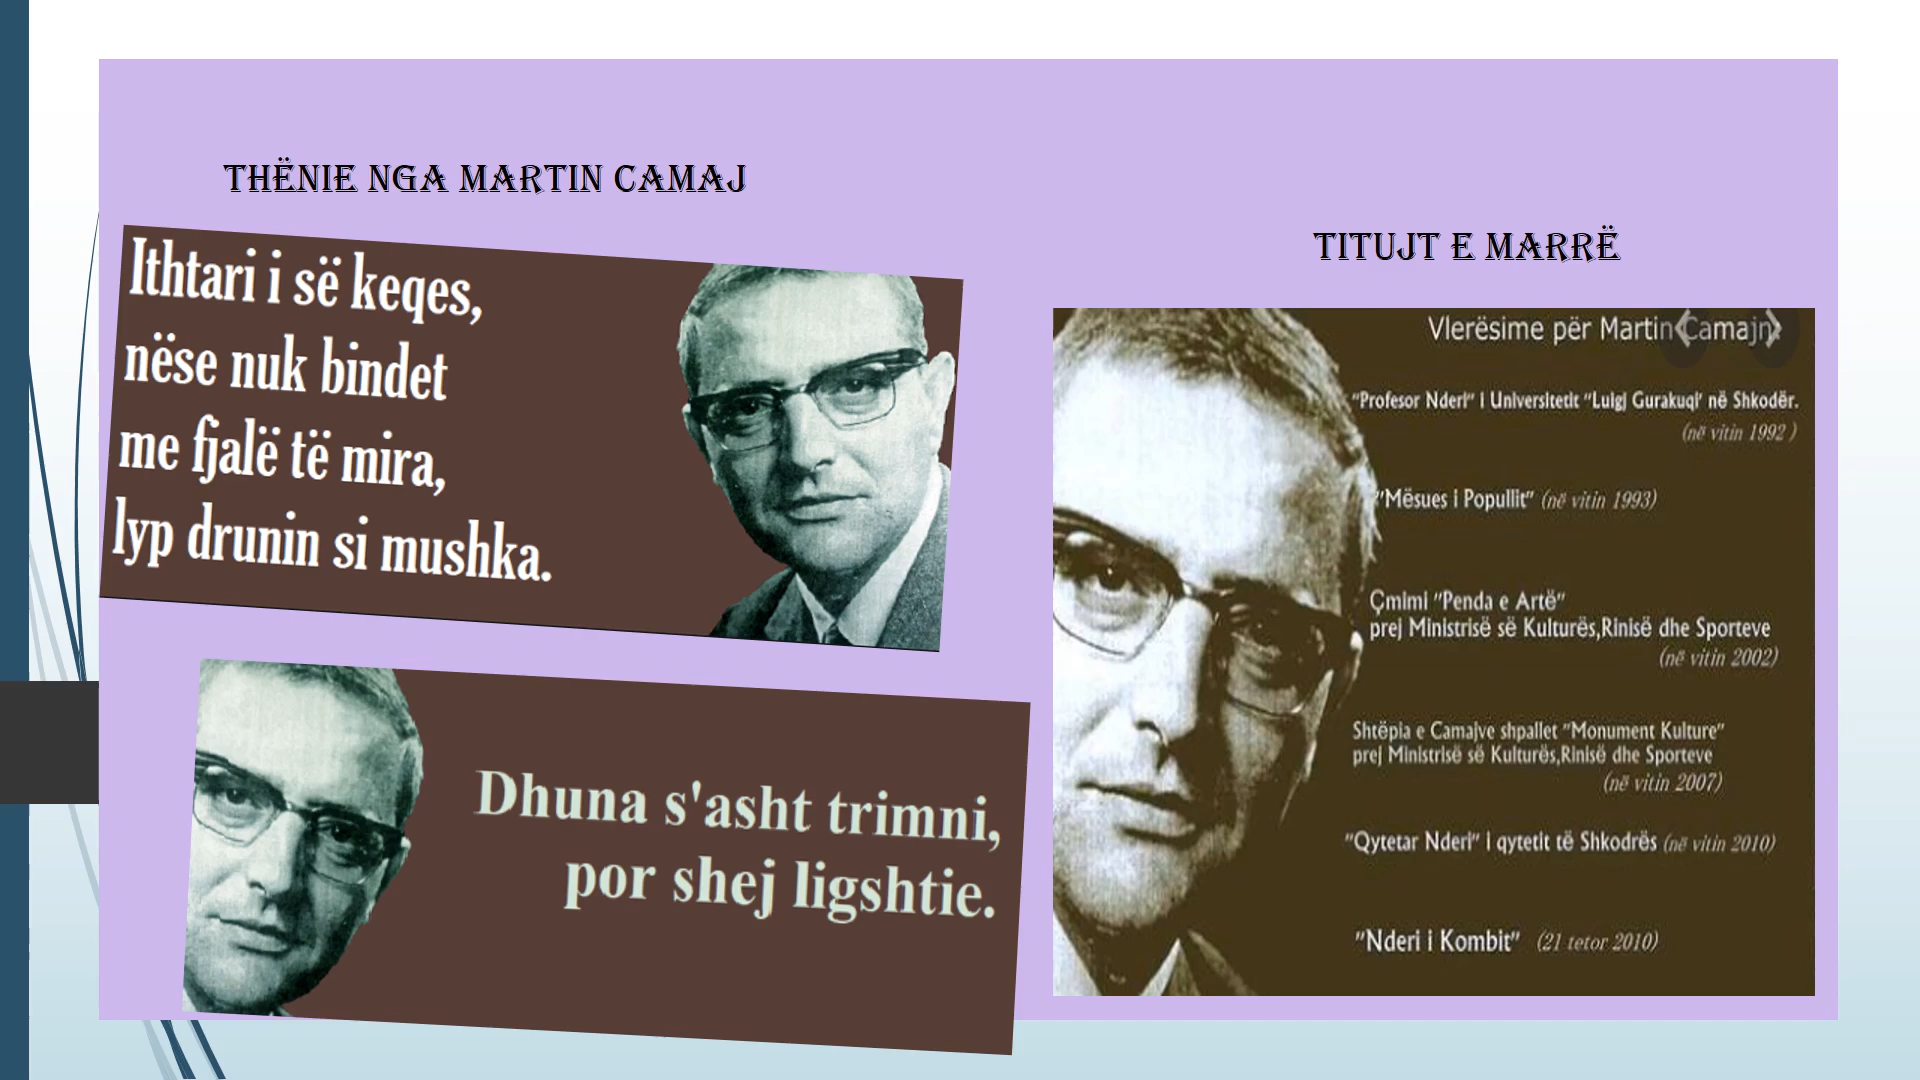 THËNIE NGA MARTIN CAMAJ
Ithtari i së keqes,
nëse nuk bindet
me fjalë të mira,
lyp drunin si mushka.
Dhuna s'asht trimni,
por shej ligshtie.
TITUJT E MARRË
Vlerësime për Martin Camajn
"Profesor Nderi" i Universitetit "Luigj Gurakuqi' në Shkodër.
(në vitin 1992 )
"Mësues i Popullit" (në vitin 1993)
Çmimi "Penda e Artë"
prej Ministrisë së Kulturës,Rinisë dhe Sporteve
(në vitin 2002)
Shtëpia e Camajve shpallet "Monument Kulture"
prej Ministrisë së Kulturës,Rinisë dhe Sporteve
(në vitin 2007)
"Qytetar Nderi" i qytetit të Shkodrës (në vitin 2010)
"Nderi i Kombit" (21 tetor 2010)